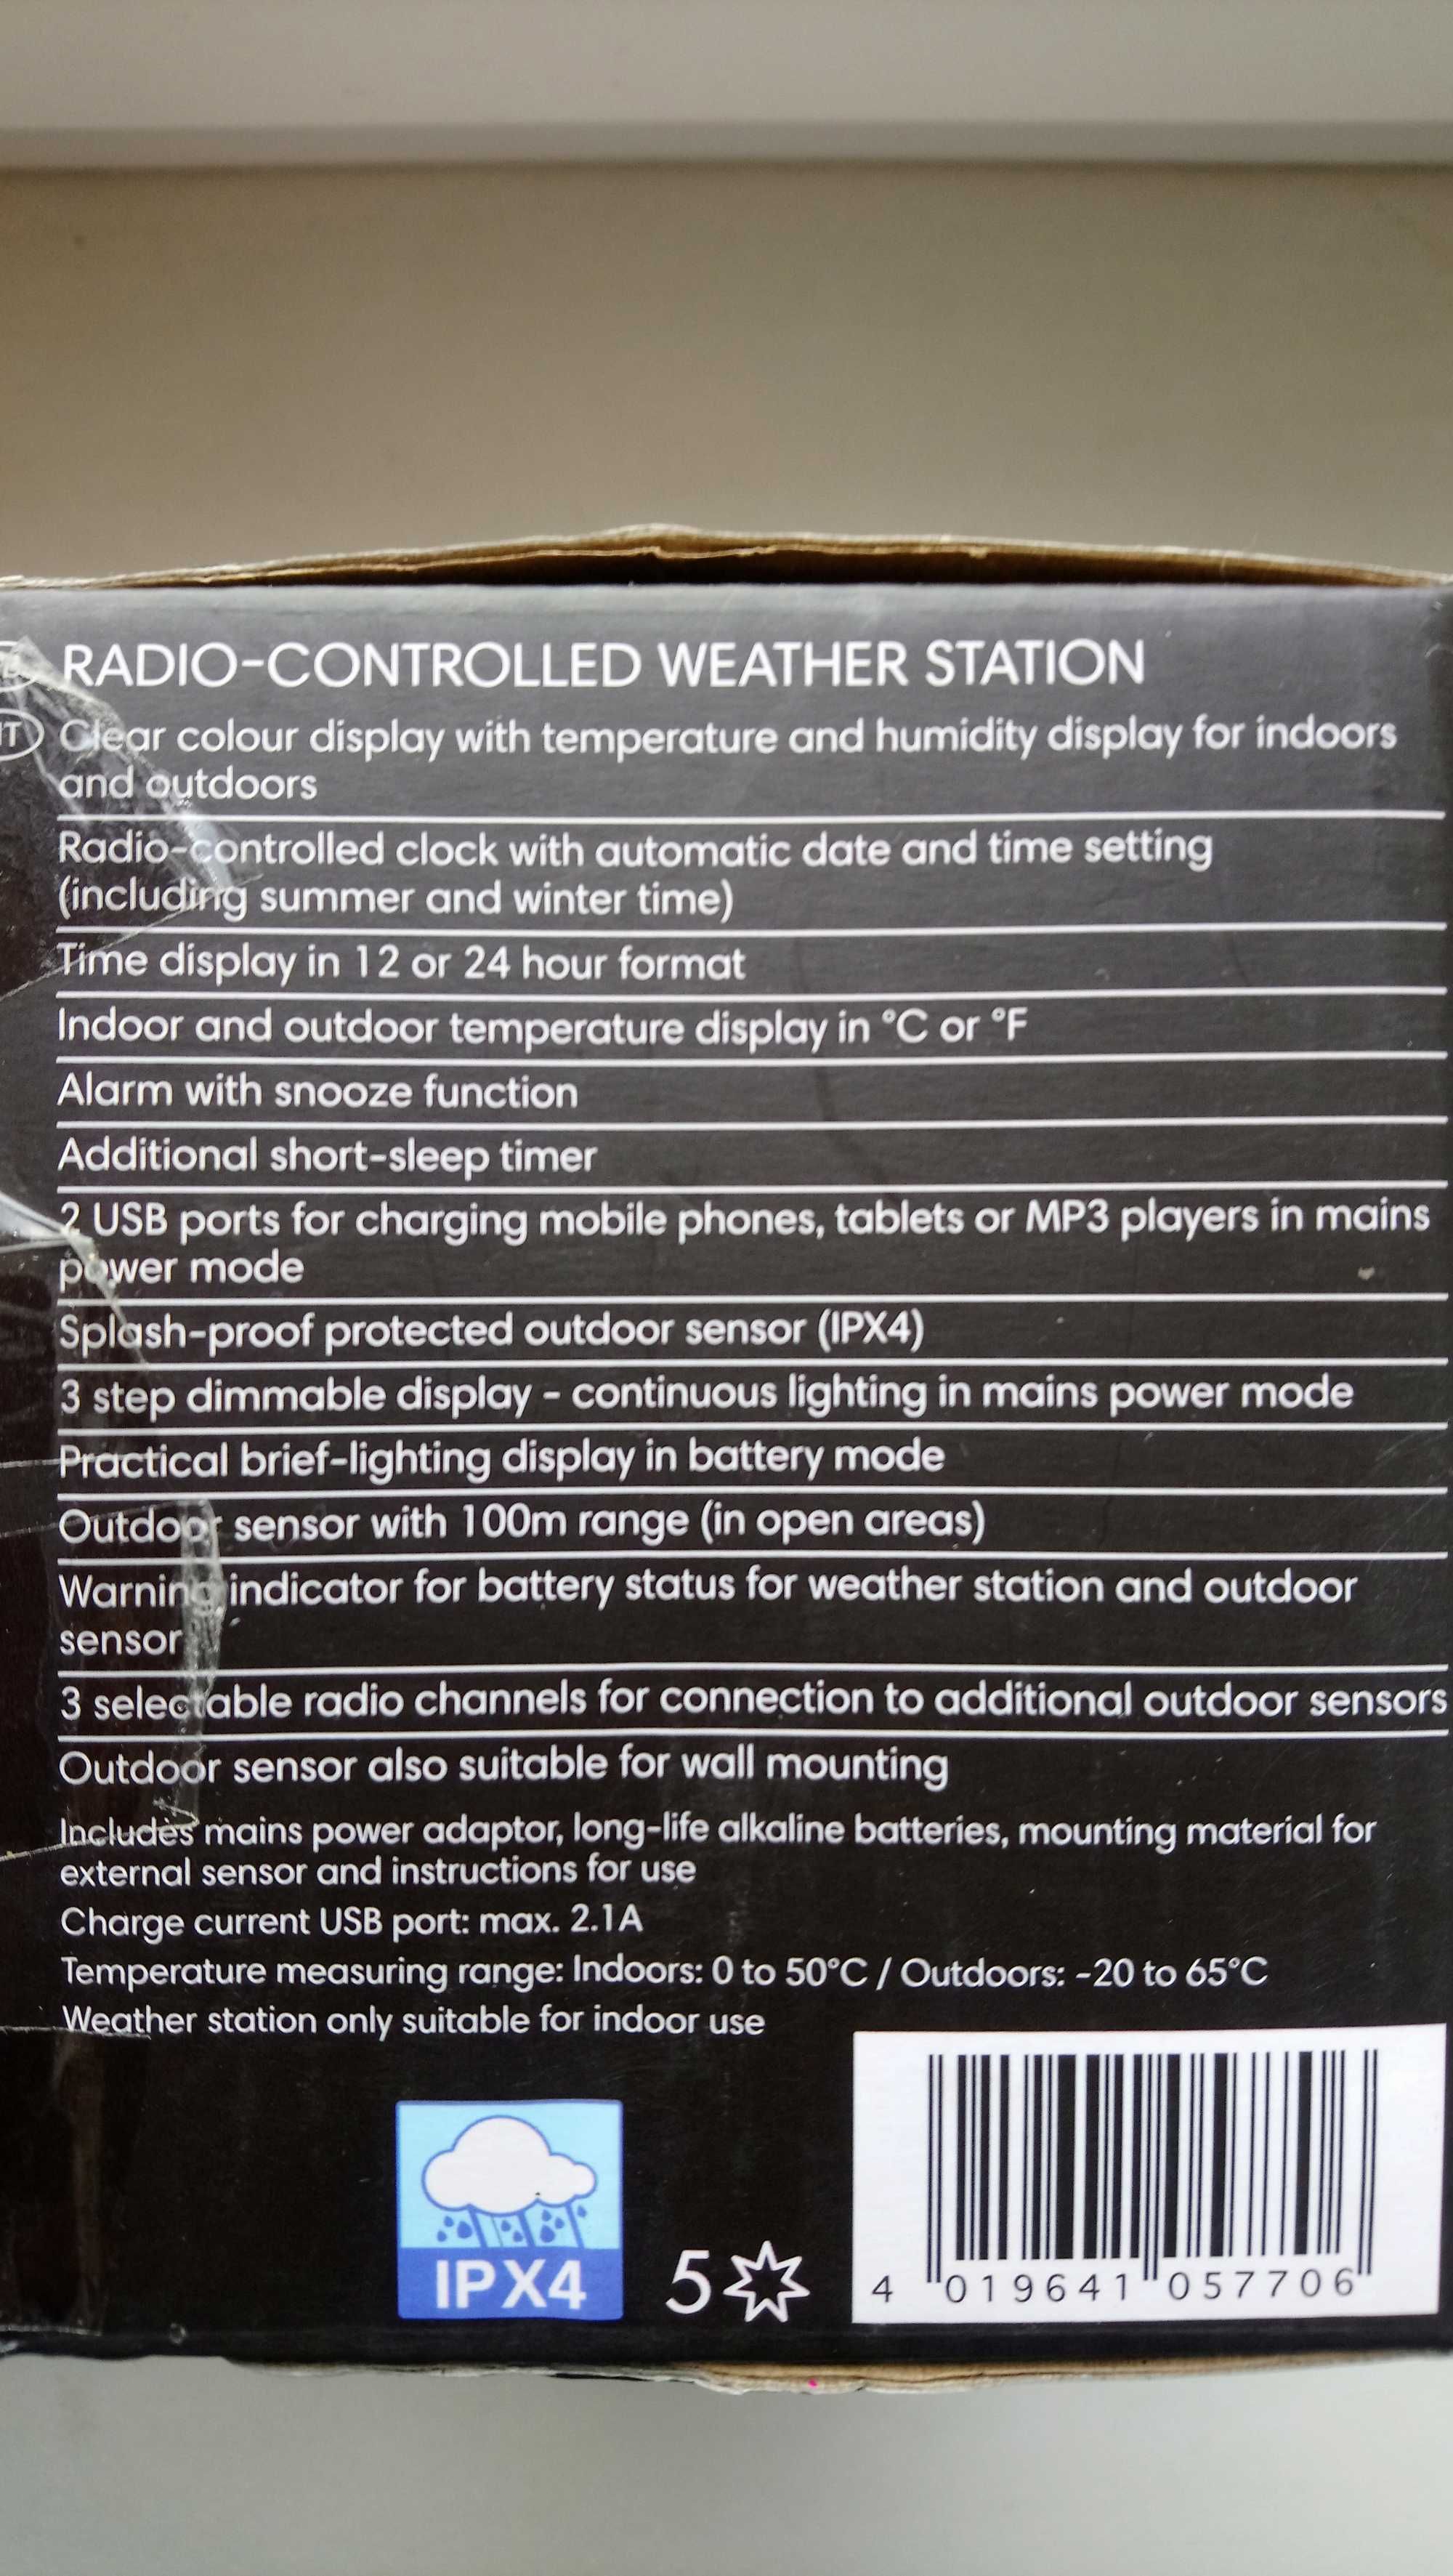 RADIO-CONTROLLED WEATHER STATION
IT
Clear colour display with temperature and humidity display for indoors
and outdoors
Radio-controlled clock with automatic date and time setting
(including summer and winter time)
Time display in 12 or 24 hour format
Indoor and outdoor temperature display in °C or °F
Alarm with snooze function
Additional short-sleep timer
2 USB ports for charging mobile phones, tablets or MP3 players in mains
power mode
Splash-proof protected outdoor sensor (IPX4)
3 step dimmable display - continuous lighting in mains power mode
Practical brief-lighting display in battery mode
Outdoor sensor with 100m range (in open areas)
Warning indicator for battery status for weather station and outdoor
sensor
3 selectable radio channels for connection to additional outdoor sensors
Outdoor sensor also suitable for wall mounting
Includes mains power adaptor, long-life alkaline batteries, mounting material for
external sensor and instructions for use
Charge current USB port: max. 2.1A
Temperature measuring range: Indoors: 0 to 50°C / Outdoors: -20 to 65°C
Weather station only suitable for indoor use
IPX4
5
4 019641 057706